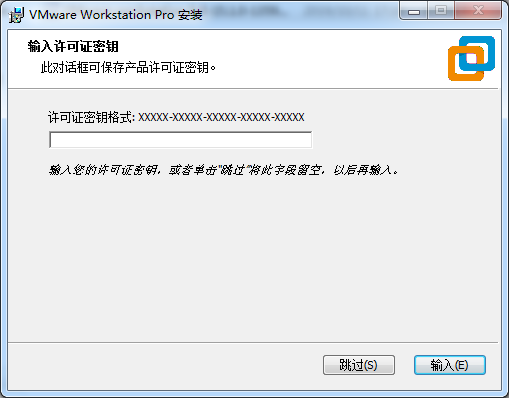 VMware Workstation Pro 安装
输入许可证密钥
此对话框可保存产品许可证密钥。
许可证密钥格式: XXXXX-XXXXX-XXXXX-XXXXX-XXXXX
输入您的许可证密钥，或者单击"跳过"将此字段留空，以后再输入。
跳过(S)
输入(E)